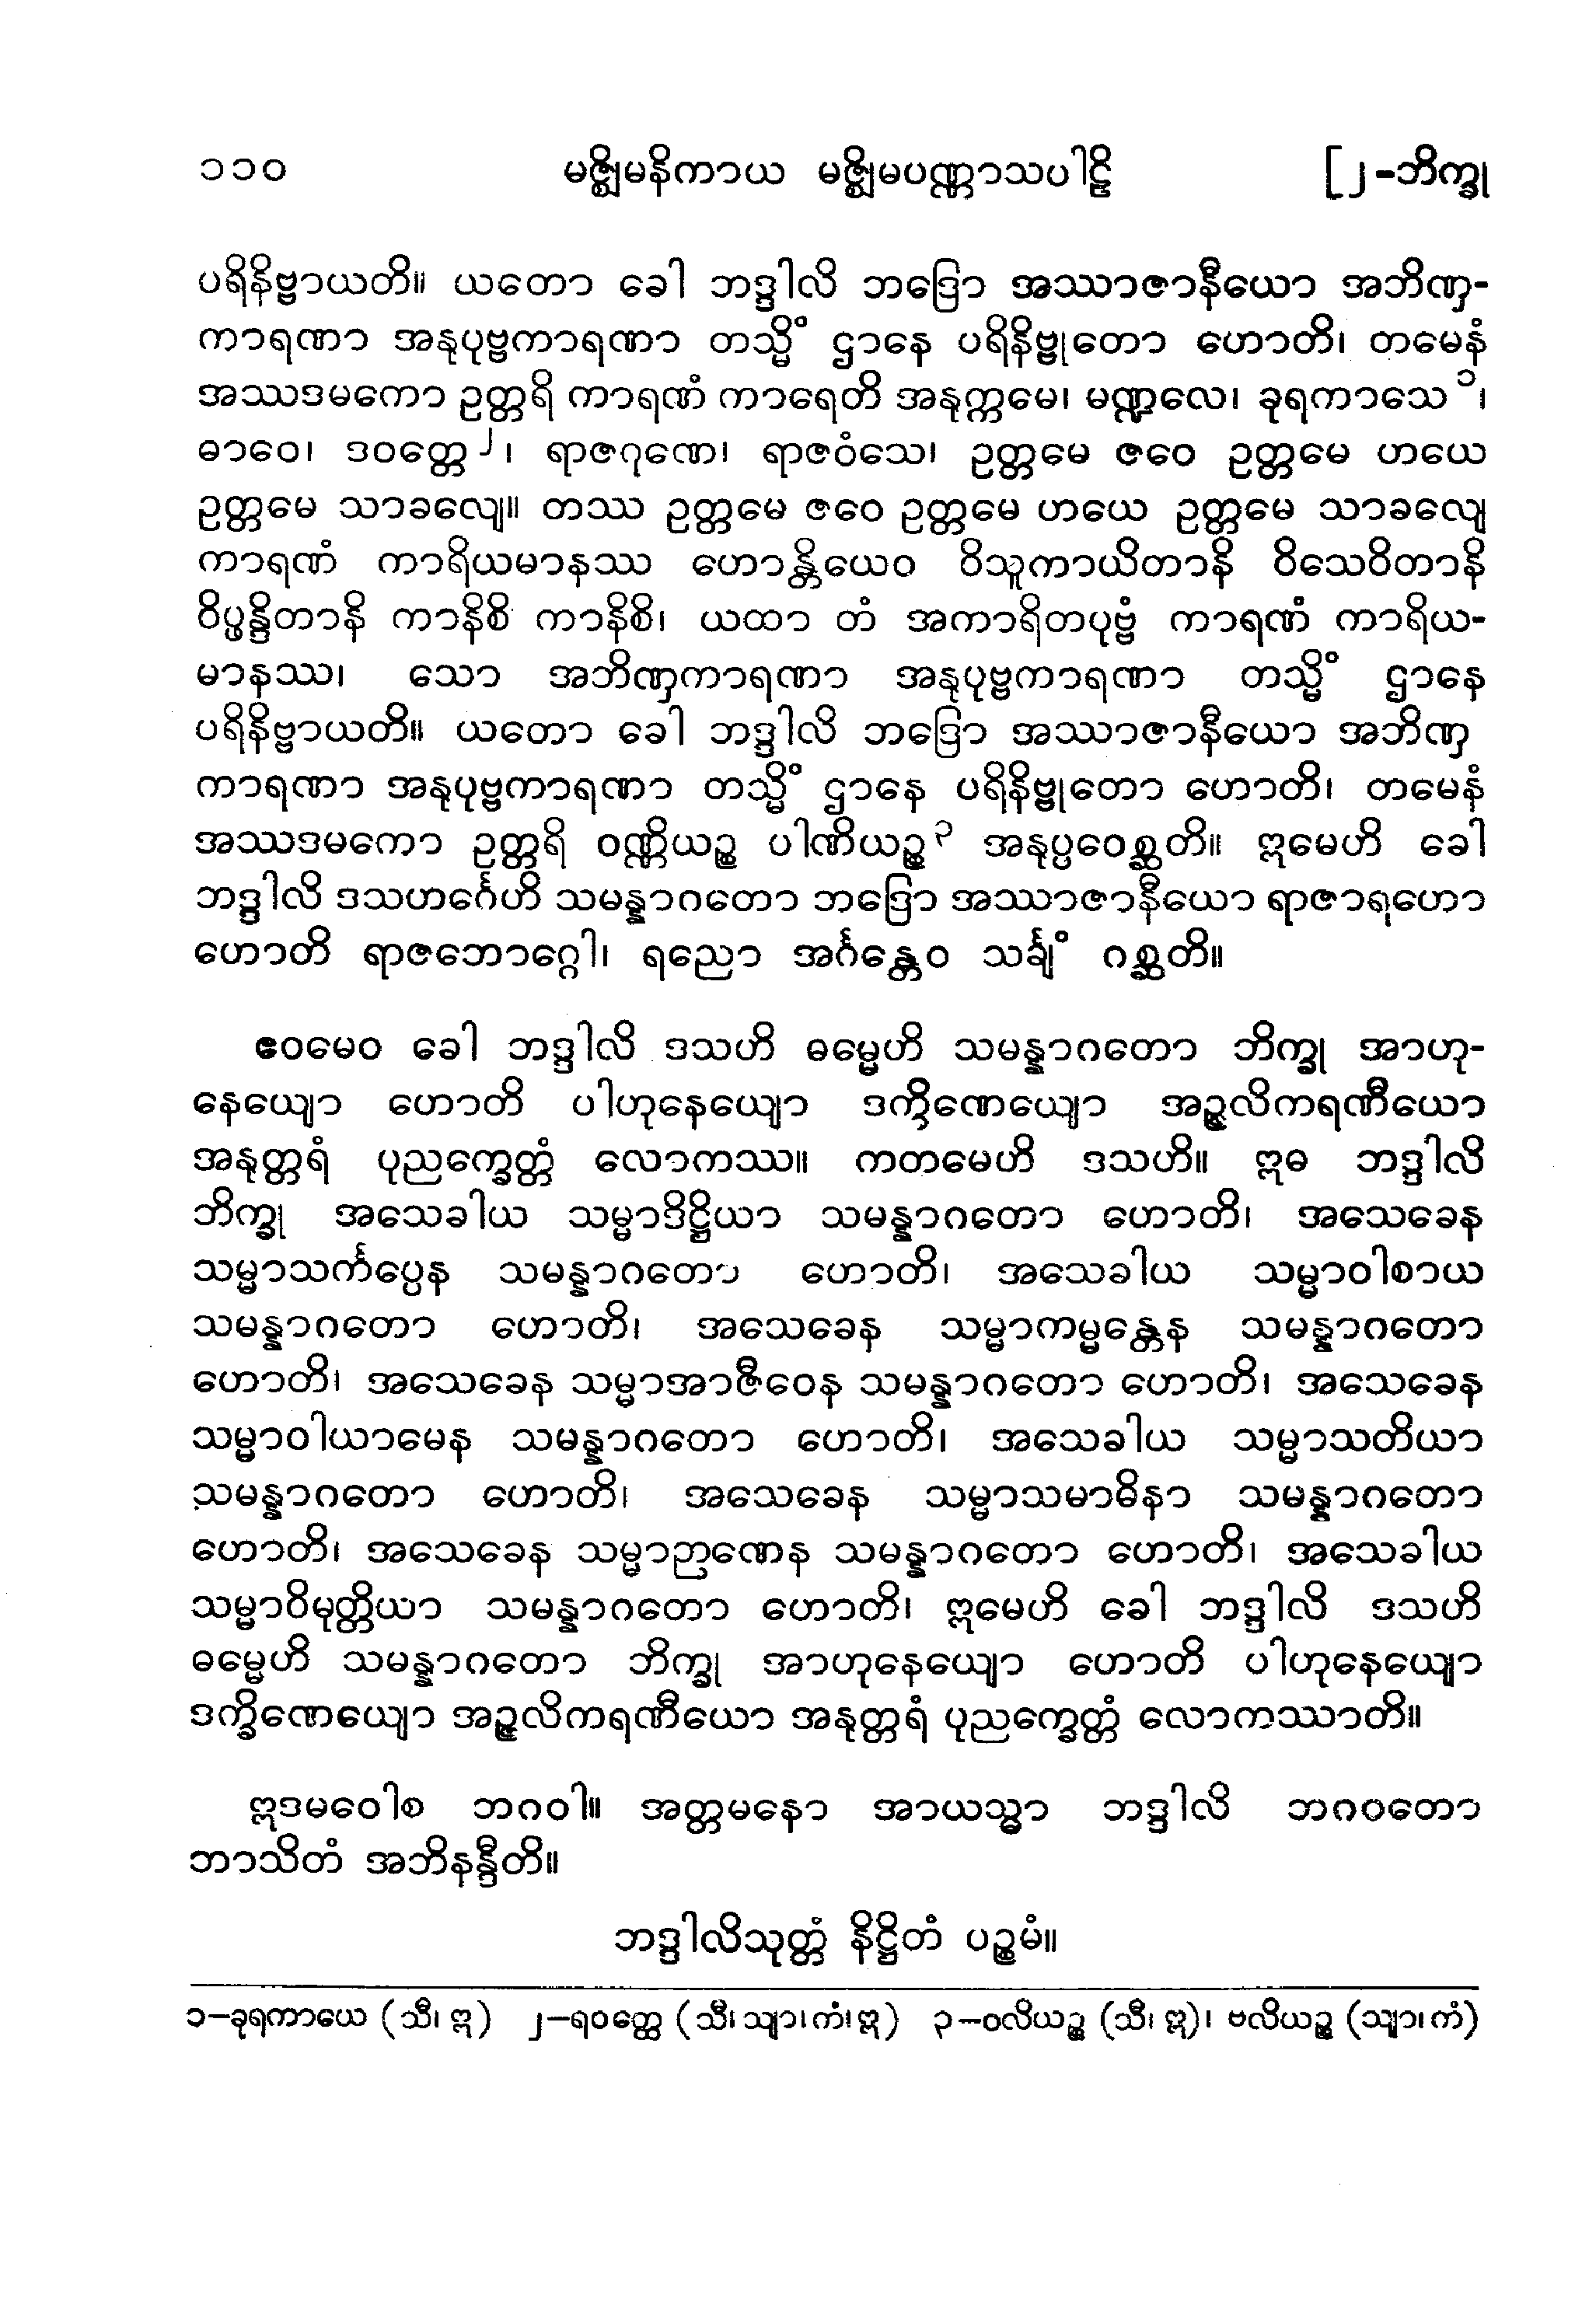 ၁၁၀ မဇ္ဈိမနိကာယ မဇ္ဈိမပဏ္ဏာသပါဠိ [၂-ဘိက္ခု
ပရိနိဗ္ဗာယတိ။ ယတော ခေါ ဘဒ္ဒါလိ ဘဒြော အဿာဇာနီယော အဘိဏှ-
ကာရဏာ အနုပုဗ္ဗကာရဏာ တသ္မိံ ဌာနေ ပရိနိဗ္ဗုတော ဟောတိ၊ တမေနံ
အဿဒမကော ဥတ္တရိ ကာရဏံ ကာရေတိ အနုက္ကမေ၊ မဏ္ဍလေ၊ ခုရကာသေ ၁၊
ဓာဝေ၊ ဒဝတ္တေ ၂၊ ရာဇဂုဏေ၊ ရာဇဝံသေ၊ ဥတ္တမေ ဇဝေ ဥတ္တမေ ဟယေ
ဥတ္တမေ သာခလျေ။ တဿ ဥတ္တမေ ဇဝေ ဥတ္တမေ ဟယေ ဥတ္တမေ သာခလျေ
ကာရဏံ ကာရိယမာနဿ ဟောန္တိယေဝ ဝိသူကာယိတာနိ ဝိသေဝိတာနိ
ဝိပ္ဖန္ဒိတာနိ ကာနိစိ ကာနိစိ၊ ယထာ တံ အကာရိတပုဗ္ဗံ ကာရဏံ ကာရိယ-
မာနဿ၊ သော အဘိဏှကာရဏာ အနုပုဗ္ဗကာရဏာ တသ္မိံ ဌာနေ
ပရိနိဗ္ဗာယတိ။ ယတော ခေါ ဘဒ္ဒါလိ ဘဒြော အဿာဇာနီယော အဘိဏှ
ကာရဏာ အနုပုဗ္ဗကာရဏာ တသ္မိံ ဌာနေ ပရိနိဗ္ဗုတော ဟောတိ၊ တမေနံ
အဿဒမကော ဥတ္တရိ ဝဏ္ဏိယဉ္စ ပါဏိယဉ္စ ၃ အနုပ္ပဝေစ္ဆတိ။ ဣမေဟိ ခေါ
ဘဒ္ဒါလိ ဒသဟင်္ဂေဟိ သမန္နာဂတော ဘဒြော အဿာဇာနီယော ရာဇာရဟော
ဟောတိ ရာဇဘောဂ္ဂေါ၊ ရညော အင်္ဂန္တေဝ သင်္ချံ ဂစ္ဆတိ။
ဧဝမေဝ ခေါ ဘဒ္ဒါလိ ဒသဟိ ဓမ္မေဟိ သမန္နာဂတော ဘိက္ခု အာဟု-
နေယျော ဟောတိ ပါဟုနေယျော ဒက္ခိဏေယျော အဉ္ဇလိကရဏီယော
အနုတ္တရံ ပုညက္ခေတ္တံ လောကဿ။ ကတမေဟိ ဒသဟိ။ ဣဓ ဘဒ္ဒါလိ
ဘိက္ခု အသေခါယ သမ္မာဒိဋ္ဌိယာ သမန္နာဂတော ဟောတိ၊ အသေခေန
သမ္မာသင်္ကပ္ပေန သမန္နာဂတော ဟောတိ၊ အသေခါယ သမ္မာဝါစာယ
သမန္နာဂတော ဟောတိ၊ အသေခေန သမ္မာကမ္မန္တေန သမန္နာဂတော
ဟောတိ၊ အသေခေန သမ္မာအာဇီဝေန သမန္နာဂတော ဟောတိ၊ အသေခေန
သမ္မာဝါယာမေန သမန္နာဂတော ဟောတိ၊ အသေခါယ သမ္မာသတိယာ
သမန္နာဂတော ဟောတိ၊ အသေခေန သမ္မာသမာဓိနာ သမန္နာဂတော
ဟောတိ၊ အသေခေန သမ္မာဉာဏေန သမန္နာဂတော ဟောတိ၊ အသေခါယ
သမ္မာဝိမုတ္တိယာ သမန္နာဂတော ဟောတိ၊ ဣမေဟိ ခေါ ဘဒ္ဒါလိ ဒသဟိ
ဓမ္မေဟိ သမန္နာဂတော ဘိက္ခု အာဟုနေယျော ဟောတိ ပါဟုနေယျော
ဒက္ခိဏေယျော အဉ္ဇလိကရဏီယော အနုတ္တရံ ပုညက္ခေတ္တံ လောကဿာတိ။
ဣဒမဝေါစ ဘဂဝါ။ အတ္တမနော အာယသ္မာ ဘဒ္ဒါလိ ဘဂဝတော
ဘာသိတံ အဘိနန္ဒီတိ။
ဘဒ္ဒါလိသုတ္တံ နိဋ္ဌိတံ ပဉ္စမံ။
၁-ခုရကာယေ (သီ၊ ဣ) ၂-ရဝတ္ထေ (သီ၊ သျာ၊ ကံ၊ ဣ) ၃-ဝလိယဉ္စ (သီ၊ ဣ)၊ ဗလိယဉ္စ (သျာ၊ ကံ)